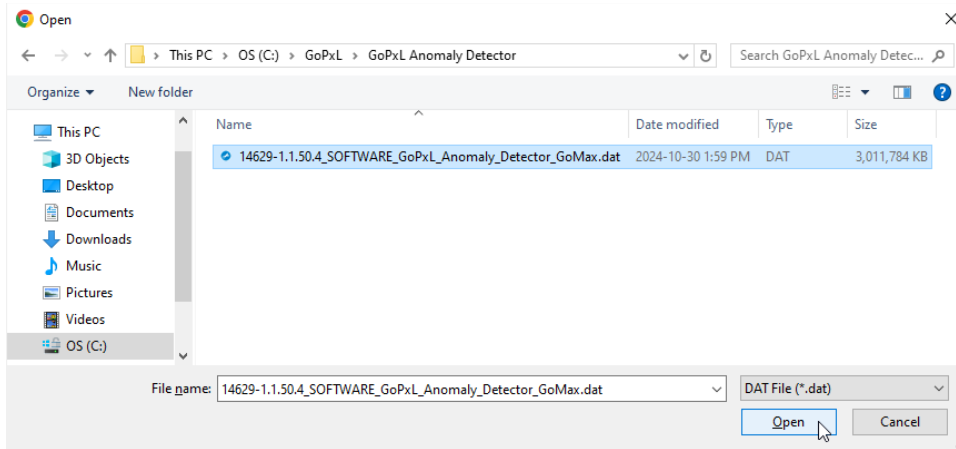 Open
This PC > OS (C:) > GoPxL > GoPxL Anomaly Detector
Search GoPxL Anomaly Detec...
Organize
New folder
Name Date modified Type Size
14629-1.1.50.4_SOFTWARE_GoPxL_Anomaly_Detector_GoMax.dat 2024-10-30 1:59 PM DAT 3,011,784 KB
This PC
3D Objects
Desktop
Documents
Downloads
Music
Pictures
Videos
OS (C:)
File name: 14629-1.1.50.4_SOFTWARE_GoPxL_Anomaly_Detector_GoMax.dat
DAT File (*.dat)
Open
Cancel